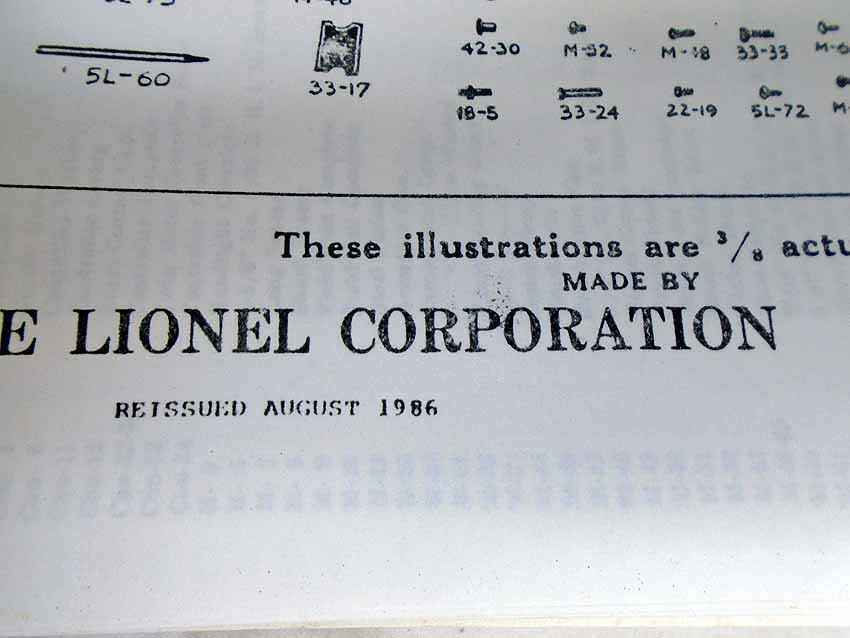 42-30 M-18 33-33
5L-60 33-17
18-5 33-24 22-19 5L-72
These illustrations are 3/8 actu
MADE BY
E LIONEL CORPORATION
REISSUED AUGUST 1986